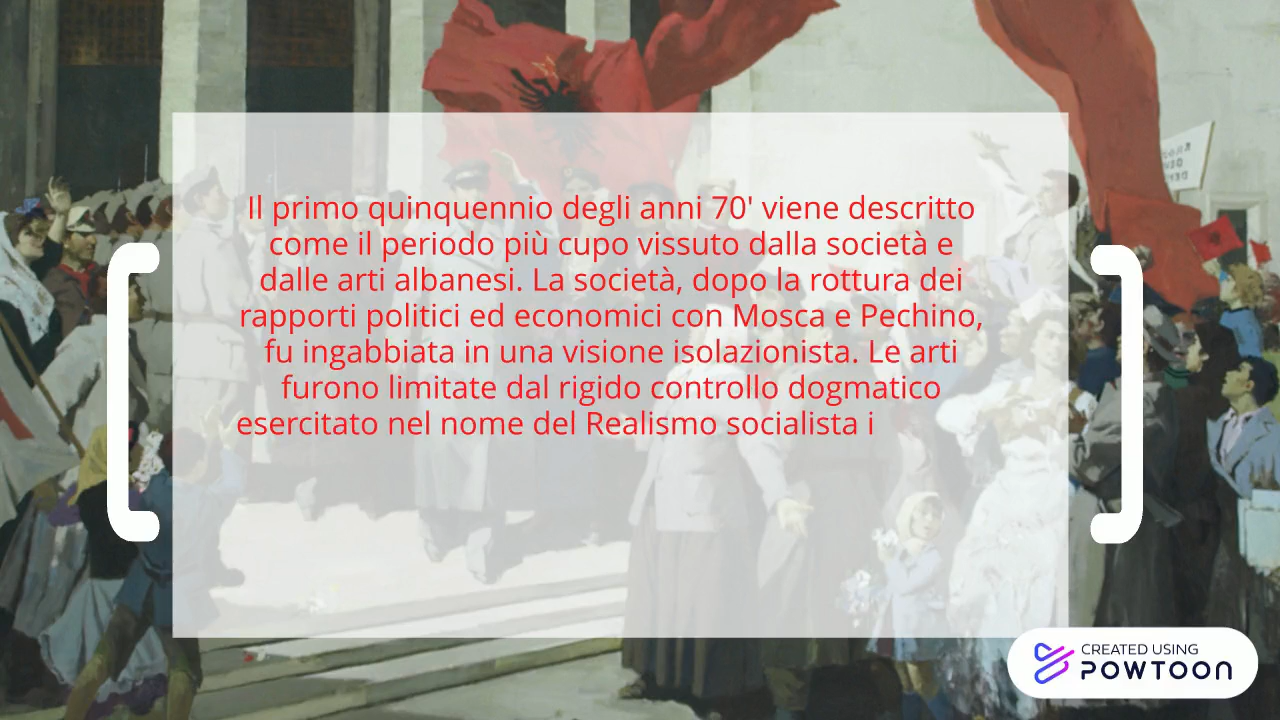 Il primo quinquennio degli anni 70' viene descritto
come il periodo più cupo vissuto dalla società e
dalle arti albanesi. La società, dopo la rottura dei
rapporti politici ed economici con Mosca e Pechino,
fu ingabbiata in una visione isolazionista. Le arti
furono limitate dal rigido controllo dogmatico
esercitato nel nome del Realismo socialista i
CREATED USING
POWTOON